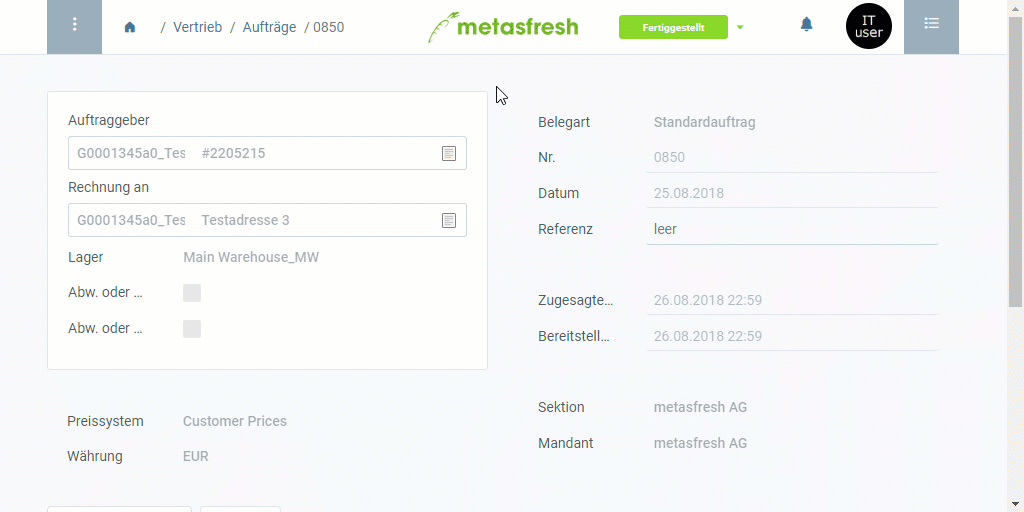 / Vertrieb / Aufträge / 0850
metasfresh
Fertiggestellt
IT
user
Auftraggeber
G0001345a0_Tes #2205215
Rechnung an
G0001345a0_Tes Testadresse 3
Lager Main Warehouse_MW
Abw. oder ...
Abw. oder ...
Preissystem Customer Prices
Währung EUR
Belegart Standardauftrag
Nr. 0850
Datum 25.08.2018
Referenz leer
Zugesagte... 26.08.2018 22:59
Bereitstell... 26.08.2018 22:59
Sektion metasfresh AG
Mandant metasfresh AG